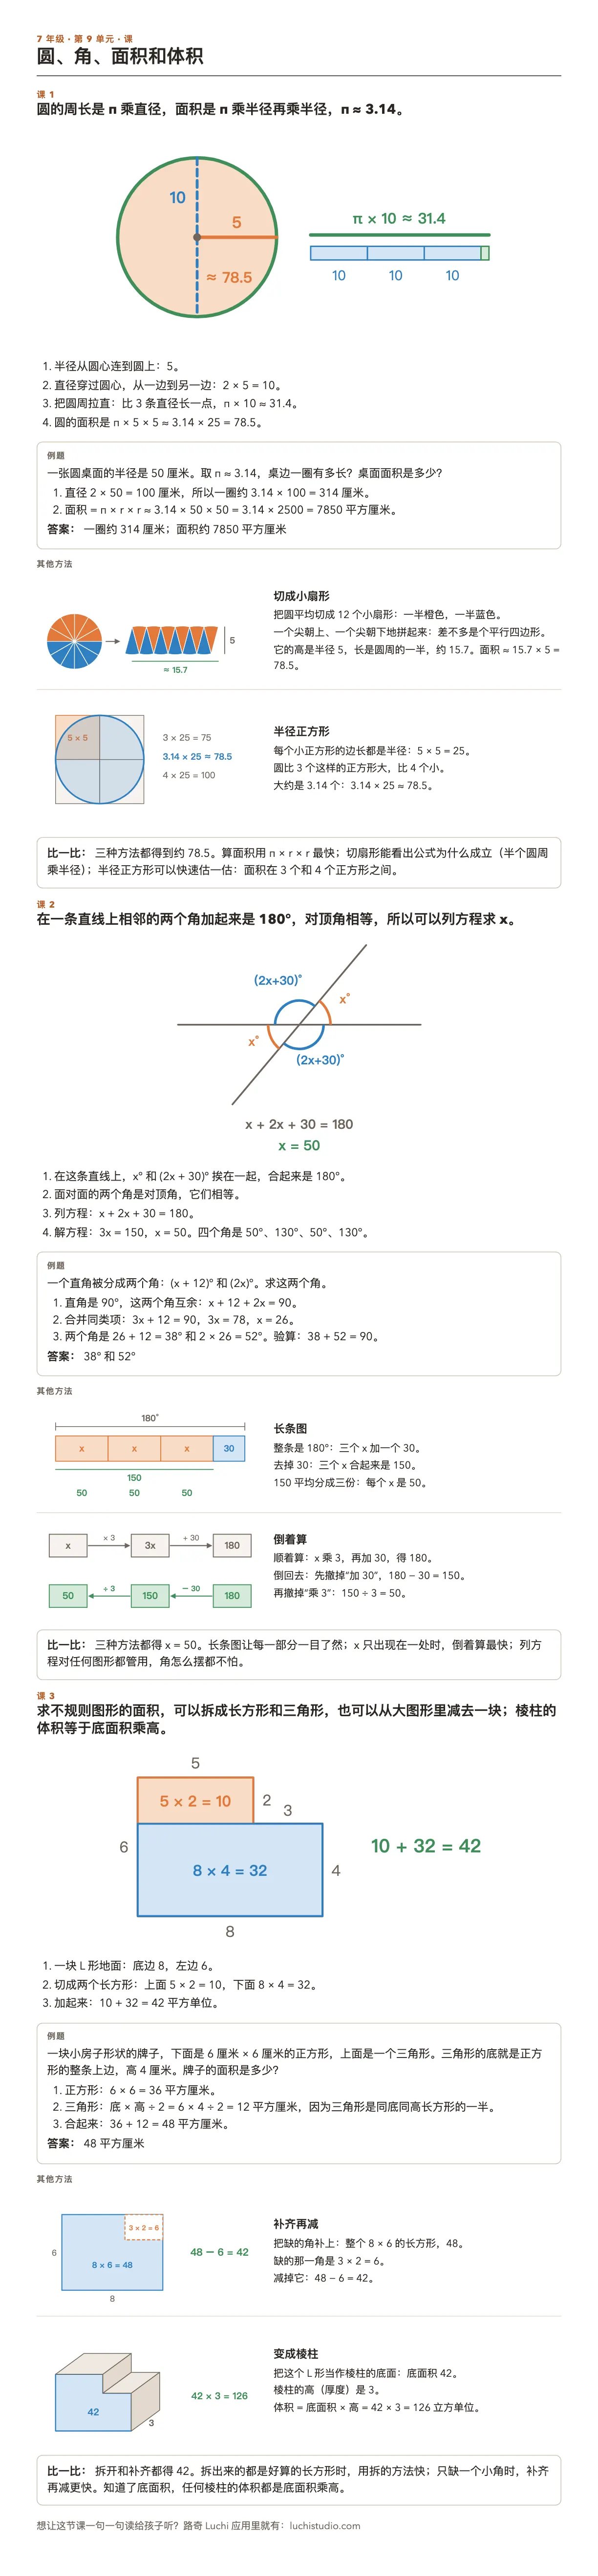 7 年级 · 第 9 单元 · 课
圆、角、面积和体积
课 1
圆的周长是 π 乘直径，面积是 π 乘半径再乘半径，π ≈ 3.14。
10
5
≈ 78.5
π × 10 ≈ 31.4
10 10 10
1. 半径从圆心连到圆上：5。
2. 直径穿过圆心，从一边到另一边：2 × 5 = 10。
3. 把圆周拉直：比 3 条直径长一点，π × 10 ≈ 31.4。
4. 圆的面积是 π × 5 × 5 ≈ 3.14 × 25 = 78.5。
例题
一张圆桌面的半径是 50 厘米。取 π ≈ 3.14，桌边一圈有多长？桌面面积是多少？
1. 直径 2 × 50 = 100 厘米，所以一圈约 3.14 × 100 = 314 厘米。
2. 面积 = π × r × r ≈ 3.14 × 50 × 50 = 3.14 × 2500 = 7850 平方厘米。
答案： 一圈约 314 厘米；面积约 7850 平方厘米
其他方法
5
≈ 15.7
切成小扇形
把圆平均切成 12 个小扇形：一半橙色，一半蓝色。
一个尖朝上、一个尖朝下地拼起来：差不多是个平行四边形。
它的高是半径 5，长是圆周的一半，约 15.7。面积 ≈ 15.7 × 5 =
78.5。
5 × 5
3 × 25 = 75
3.14 × 25 ≈ 78.5
4 × 25 = 100
半径正方形
每个小正方形的边长都是半径：5 × 5 = 25。
圆比 3 个这样的正方形大，比 4 个小。
大约是 3.14 个：3.14 × 25 ≈ 78.5。
比一比： 三种方法都得到约 78.5。算面积用 π × r × r 最快；切扇形能看出公式为什么成立（半个圆周
乘半径）；半径正方形可以快速估一估：面积在 3 个和 4 个正方形之间。
课 2
在一条直线上相邻的两个角加起来是 180°，对顶角相等，所以可以列方程求 x。
(2x+30)°
x°
x°
(2x+30)°
x + 2x + 30 = 180
x = 50
1. 在这条直线上，x° 和 (2x + 30)° 挨在一起，合起来是 180°。
2. 面对面的两个角是对顶角，它们相等。
3. 列方程：x + 2x + 30 = 180。
4. 解方程：3x = 150，x = 50。四个角是 50°、130°、50°、130°。
例题
一个直角被分成两个角：(x + 12)° 和 (2x)°。求这两个角。
1. 直角是 90°，这两个角互余：x + 12 + 2x = 90。
2. 合并同类项：3x + 12 = 90，3x = 78，x = 26。
3. 两个角是 26 + 12 = 38° 和 2 × 26 = 52°。验算：38 + 52 = 90。
答案： 38° 和 52°
其他方法
180°
x x x 30
150
50 50 50
长条图
整条是 180°：三个 x 加一个 30。
去掉 30：三个 x 合起来是 150。
150 平均分成三份：每个 x 是 50。
x × 3 3x + 30 180
50 ÷ 3 150 − 30 180
倒着算
顺着算：x 乘 3，再加 30，得 180。
倒回去：先撤掉“加 30”，180 − 30 = 150。
再撤掉“乘 3”：150 ÷ 3 = 50。
比一比： 三种方法都得 x = 50。长条图让每一部分一目了然；x 只出现在一处时，倒着算最快；列方
程对任何图形都管用，角怎么摆都不怕。
课 3
求不规则图形的面积，可以拆成长方形和三角形，也可以从大图形里减去一块；棱柱的
体积等于底面积乘高。
5
5 × 2 = 10
2
3
6
8 × 4 = 32
4
8
10 + 32 = 42
1. 一块 L 形地面：底边 8，左边 6。
2. 切成两个长方形：上面 5 × 2 = 10，下面 8 × 4 = 32。
3. 加起来：10 + 32 = 42 平方单位。
例题
一块小房子形状的牌子，下面是 6 厘米 × 6 厘米的正方形，上面是一个三角形。三角形的底就是正方
形的整条上边，高 4 厘米。牌子的面积是多少？
1. 正方形：6 × 6 = 36 平方厘米。
2. 三角形：底 × 高 ÷ 2 = 6 × 4 ÷ 2 = 12 平方厘米，因为三角形是同底同高长方形的一半。
3. 合起来：36 + 12 = 48 平方厘米。
答案： 48 平方厘米
其他方法
3 × 2 = 6
6
8 × 6 = 48
8
48 − 6 = 42
补齐再减
把缺的角补上：整个 8 × 6 的长方形，48。
缺的那一角是 3 × 2 = 6。
减掉它：48 − 6 = 42。
42
3
42 × 3 = 126
变成棱柱
把这个 L 形当作棱柱的底面：底面积 42。
棱柱的高（厚度）是 3。
体积 = 底面积 × 高 = 42 × 3 = 126 立方单位。
比一比： 拆开和补齐都得 42。拆出来的都是好算的长方形时，用拆的方法快；只缺一个小角时，补齐
再减更快。知道了底面积，任何棱柱的体积都是底面积乘高。
想让这节课一句一句读给孩子听？路奇 Luchi 应用里就有：luchistudio.com